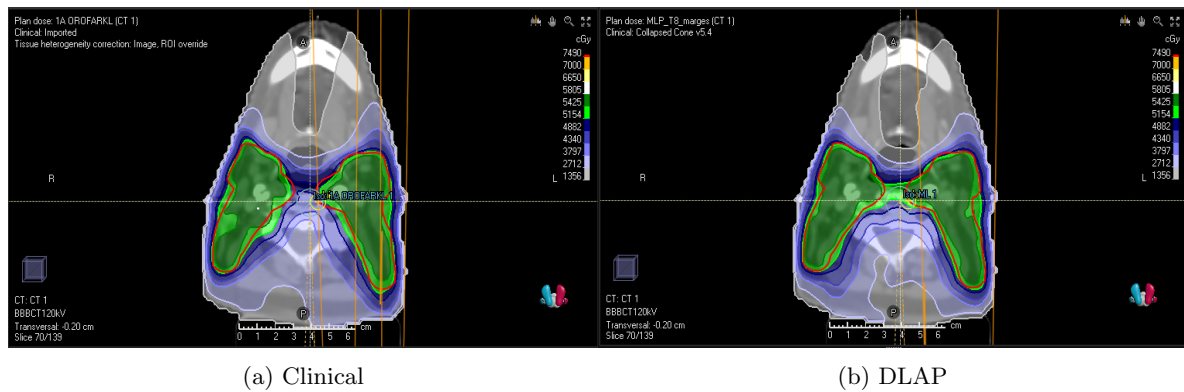 Plan dose: 1A OROFARKL (CT 1)
Clinical: Imported
Tissue heterogeneity correction: Image, ROI override
cGy
7490
7000
6650
5805
5425
5154
4882
4340
3797
2712
1356
A
R
L
P
CT: CT 1
BBBCT120kV
Transversal: -0.20 cm
Slice 70/139
0 1 2 3 4 5 6 cm
Plan dose: MLP_T8_marges (CT 1)
Clinical: Collapsed Cone v5.4
cGy
7490
7000
6650
5805
5425
5154
4882
4340
3797
2712
1356
A
R
L
P
CT: CT 1
BBBCT120kV
Transversal: -0.20 cm
Slice 70/139
0 1 2 3 4 5 6 cm
(a) Clinical
(b) DLAP